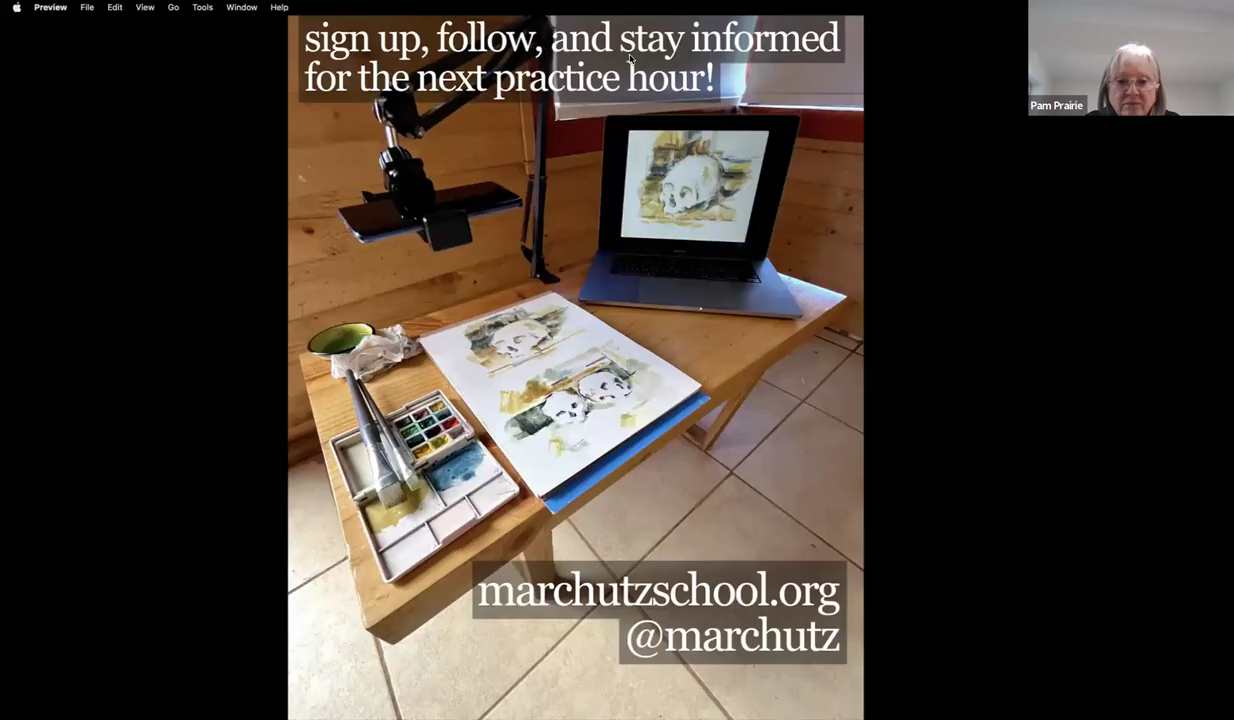 Preview File Edit View Go Tools Window Help
sign up, follow, and stay informed
for the next practice hour!
Pam Prairie
marchutzschool.org
@marchutz